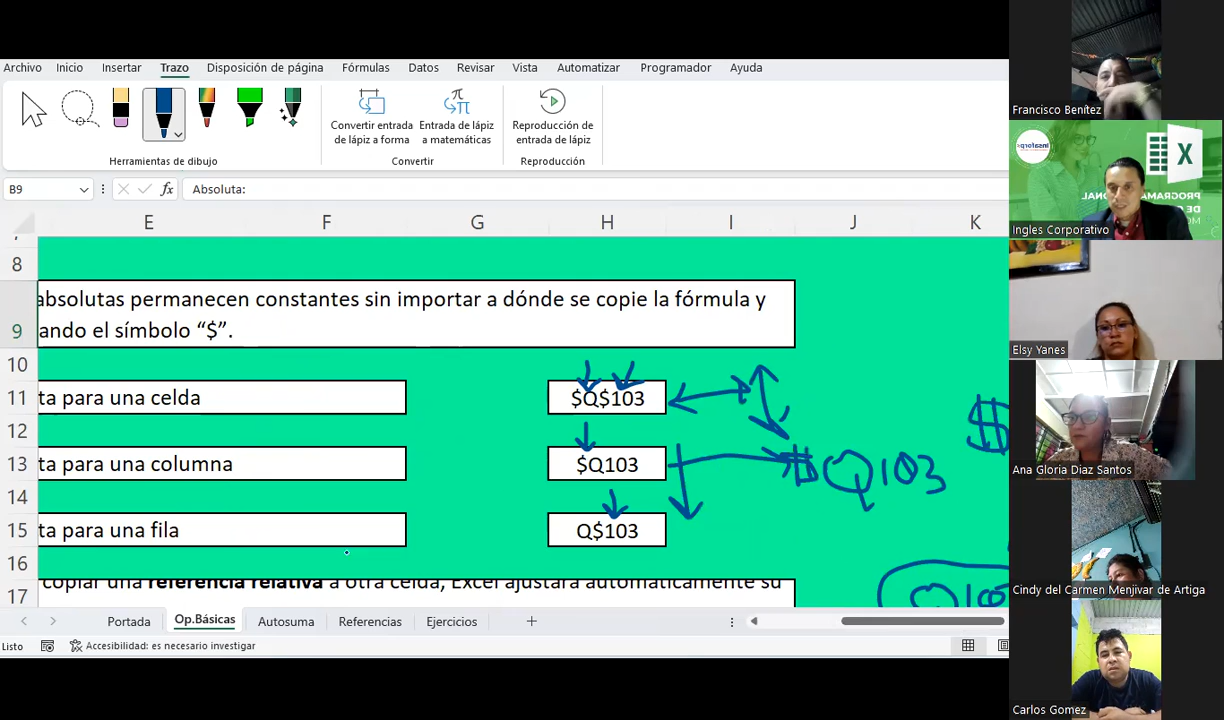 Archivo Inicio Insertar Trazo Disposición de página Fórmulas Datos Revisar Vista Automatizar Programador Ayuda
Convertir entrada de lápiz a forma
Entrada de lápiz a matemáticas
Reproducción de entrada de lápiz
Herramientas de dibujo Convertir Reproducción
B9 fx Absoluta:
E F G H I J K
8
absolutas permanecen constantes sin importar a dónde se copie la fórmula y
9 ando el símbolo “$”.
10
11 ta para una celda $Q$103
12
13 ta para una columna $Q103 $Q103
14
15 ta para una fila Q$103
16
17 copiar una referencia relativa a otra celda, Excel ajustará automáticamente su
$
Portada Op.Básicas Autosuma Referencias Ejercicios +
Listo Accesibilidad: es necesario investigar
Francisco Benítez
insaforp
X
Ingles Corporativo
Elsy Yanes
Ana Gloria Diaz Santos
Cindy del Carmen Menjivar de Artiga
Carlos Gomez